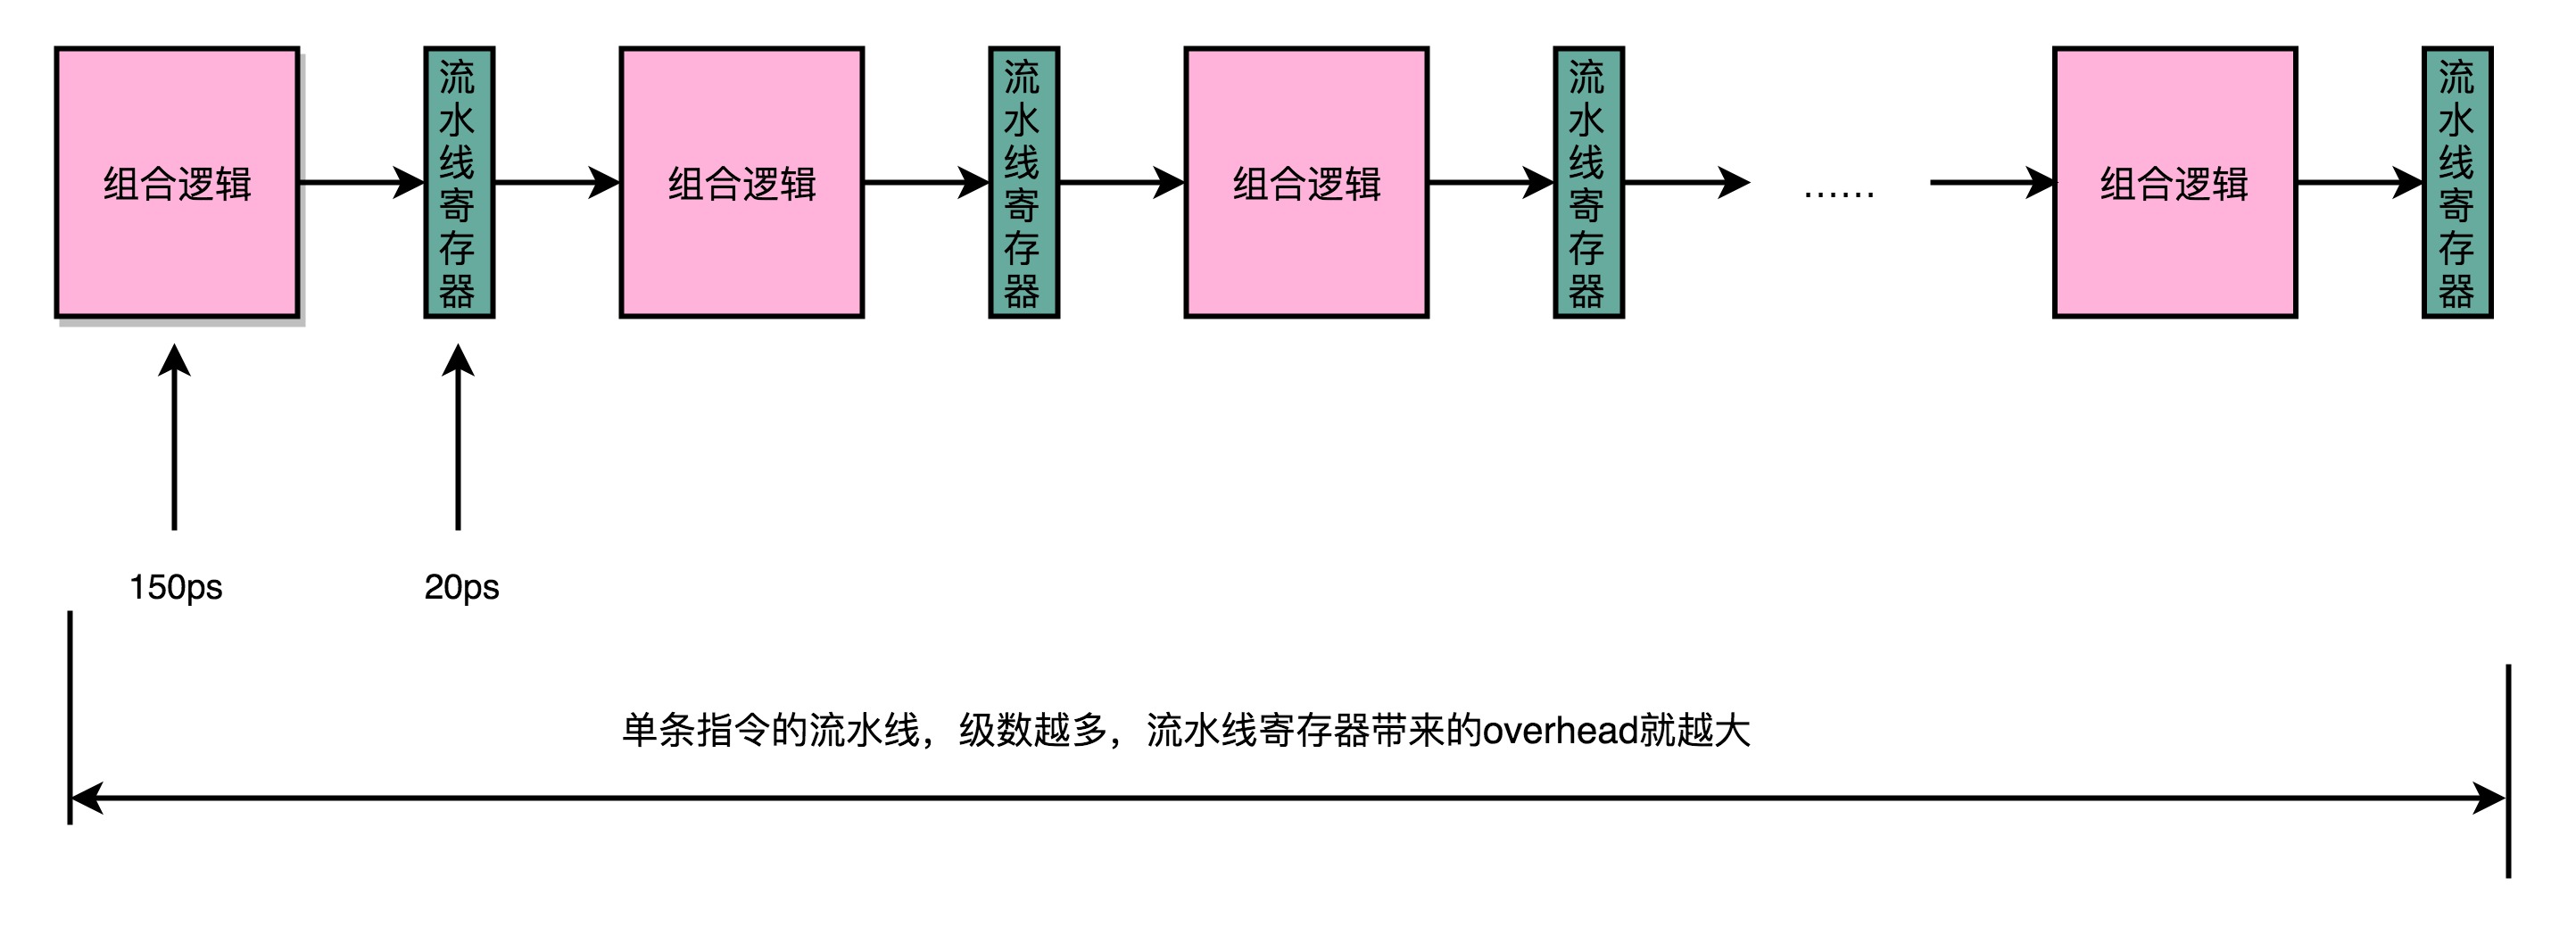 组合逻辑
流水线寄存器
组合逻辑
流水线寄存器
组合逻辑
流水线寄存器
......
组合逻辑
流水线寄存器
150ps
20ps
单条指令的流水线，级数越多，流水线寄存器带来的overhead就越大